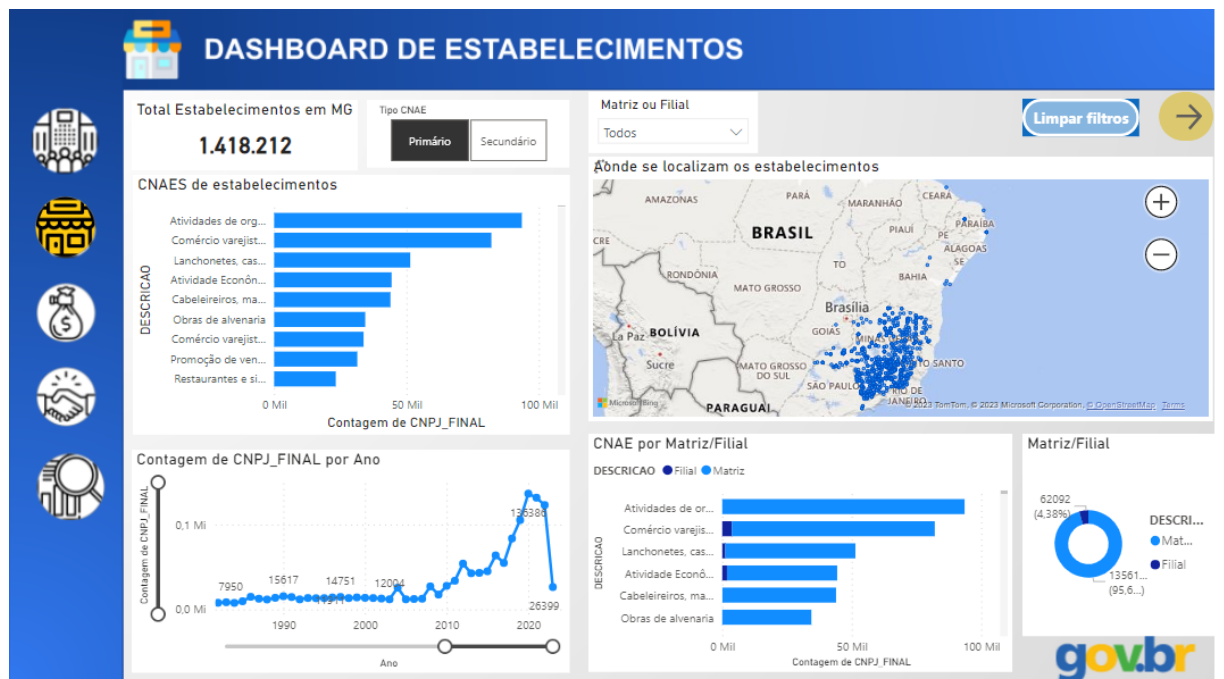 DASHBOARD DE ESTABELECIMENTOS
Total Estabelecimentos em MG
1.418.212
Tipo CNAE
Primário
Secundário
Matriz ou Filial
Todos
Limpar filtros
CNAES de estabelecimentos
DESCRICAO
Atividades de org...
Comércio varejist...
Lanchonetes, cas...
Atividade Econôn...
Cabeleireiros, ma...
Obras de alvenaria
Comércio varejist...
Promoção de ven...
Restaurantes e si...
0 Mil
50 Mil
100 Mil
Contagem de CNPJ_FINAL
Aonde se localizam os estabelecimentos
AMAZONAS
PARÁ
MARANHÃO
CEARÁ
PARAÍBA
CRE
BRASIL
PIAUÍ
PE
ALAGOAS
SE
RONDÔNIA
TO
BAHIA
MATO GROSSO
Brasília
GOIÁS
La Paz
BOLÍVIA
Sucre
MATO GROSSO
DO SUL
SÃO PAULO
RIO DE
JANEIRO
PARAGUAI
© 2023 TomTom, © 2023 Microsoft Corporation, © OpenStreetMap
Terms
Contagem de CNPJ_FINAL por Ano
Contagem de CNPJ_FINAL
0,1 Mi
0,0 Mi
7950
15617
14751
12004
136386
26399
1990
2000
2010
2020
Ano
CNAE por Matriz/Filial
DESCRICAO
Filial
Matriz
DESCRICAO
Atividades de or...
Comércio varejis...
Lanchonetes, cas...
Atividade Econô...
Cabeleireiros, ma...
Obras de alvenaria
0 Mil
50 Mil
100 Mil
Contagem de CNPJ_FINAL
Matriz/Filial
62092
(4,38%)
13561...
(95,6...)
DESCRI...
Mat...
Filial
gov.br